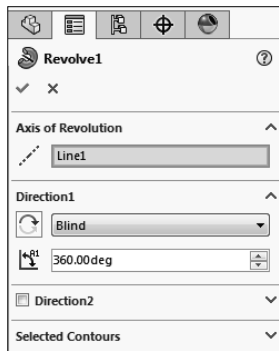 Revolve1
Axis of Revolution
Line1
Direction1
Blind
360.00deg
Direction2
Selected Contours